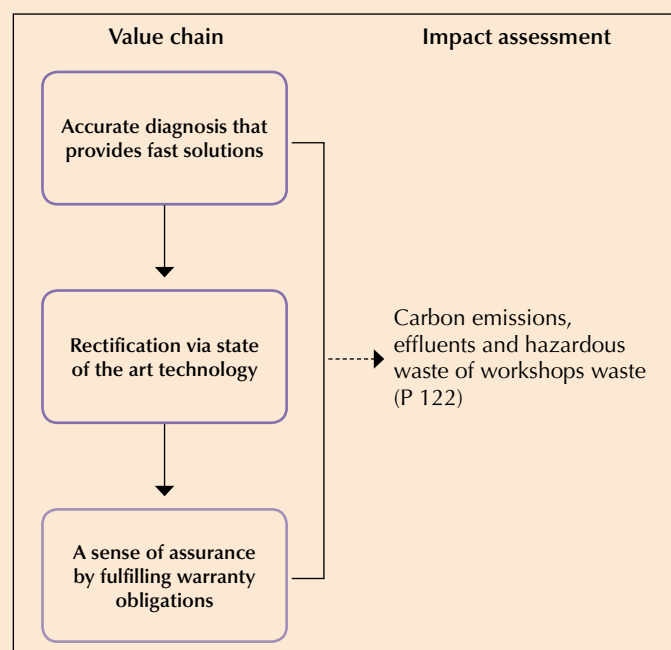 Value chain
Impact assessment
Accurate diagnosis that
provides fast solutions
Rectification via state
of the art technology
Carbon emissions,
effluents and hazardous
waste of workshops waste
(P 122)
A sense of assurance
by fulfilling warranty
obligations